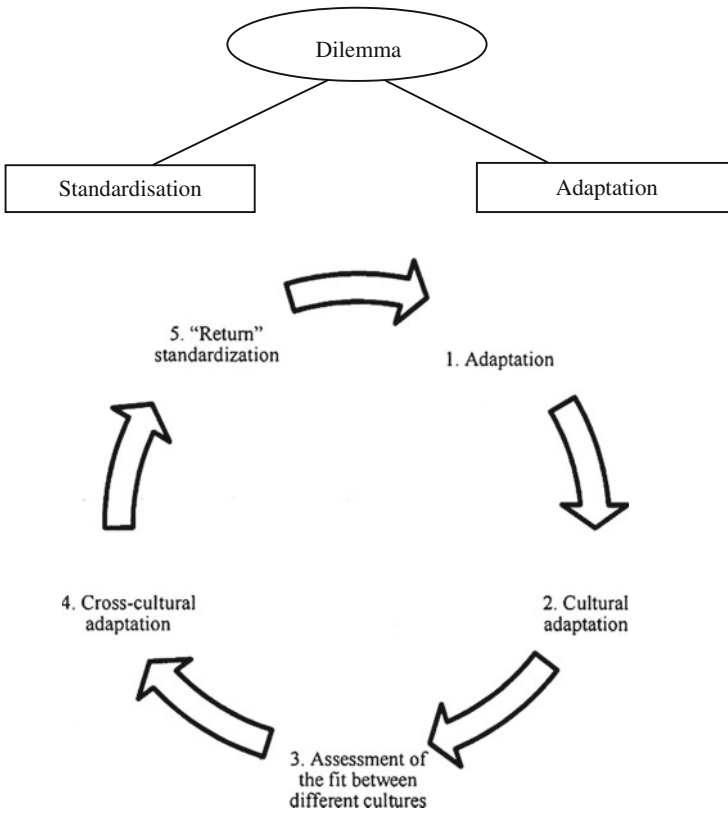 Dilemma
Standardisation
Adaptation
5. “Return”
standardization
1. Adaptation
4. Cross-cultural
adaptation
2. Cultural
adaptation
3. Assessment of
the fit between
different cultures